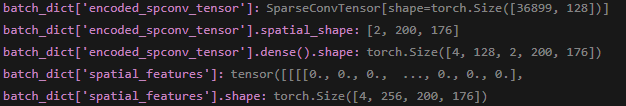 batch_dict['encoded_spconv_tensor']: SparseConvTensor[shape=torch.Size([36899, 128])]
batch_dict['encoded_spconv_tensor'].spatial_shape: [2, 200, 176]
batch_dict['encoded_spconv_tensor'].dense().shape: torch.Size([4, 128, 2, 200, 176])
batch_dict['spatial_features']: tensor([[[[0., 0., 0., ..., 0., 0., 0.],
batch_dict['spatial_features'].shape: torch.Size([4, 256, 200, 176])